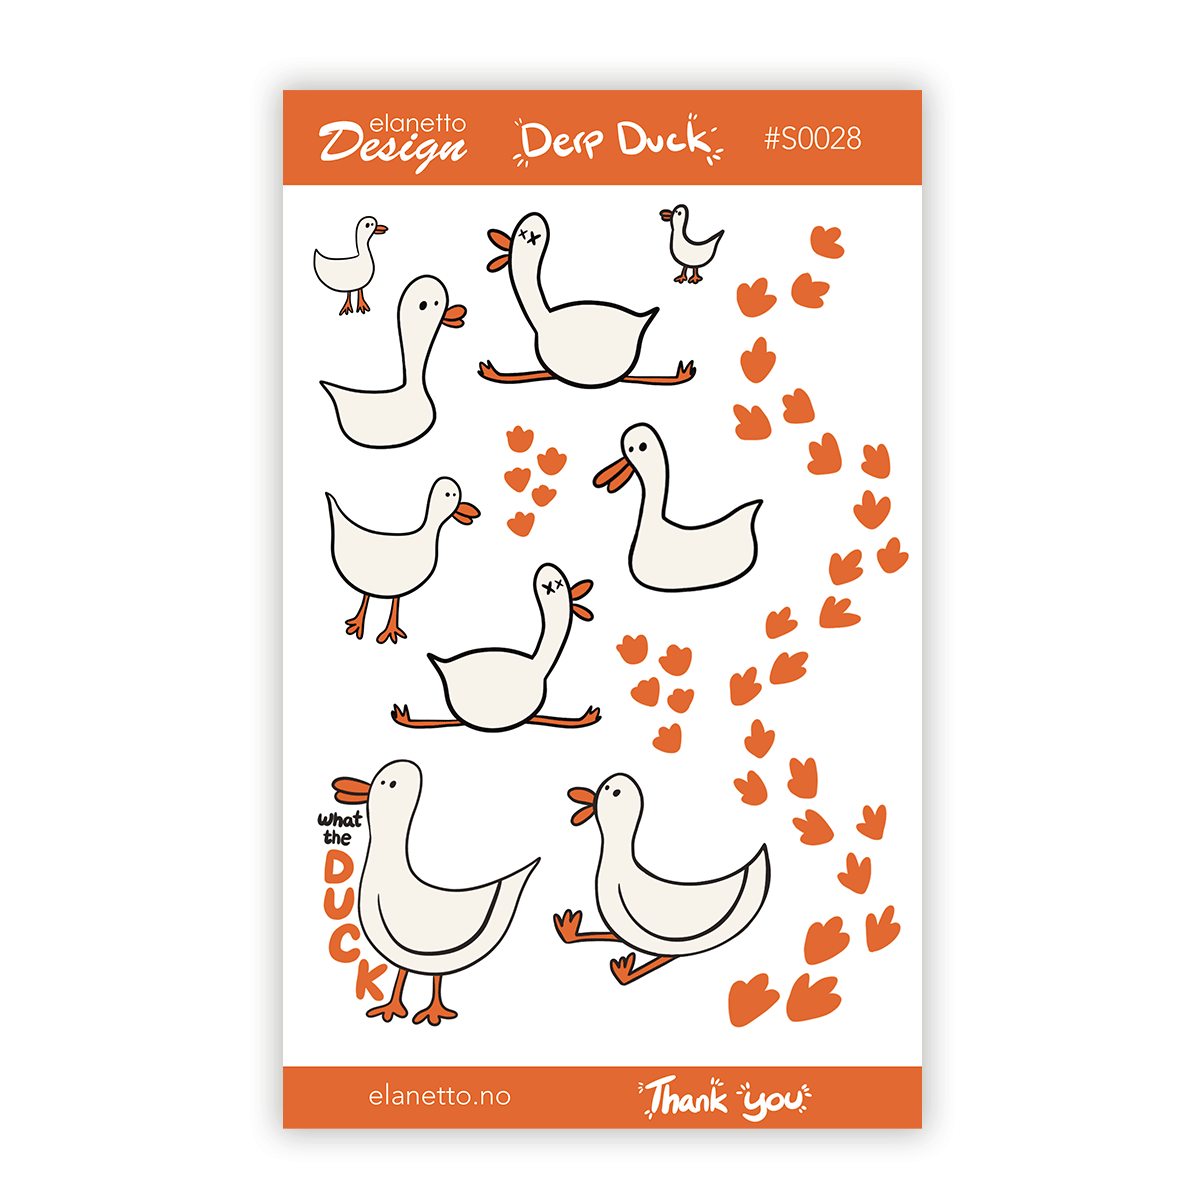 elanetto
Design
Derp Duck
#S0028
what
the
DUCK
elanetto.no
Thank you